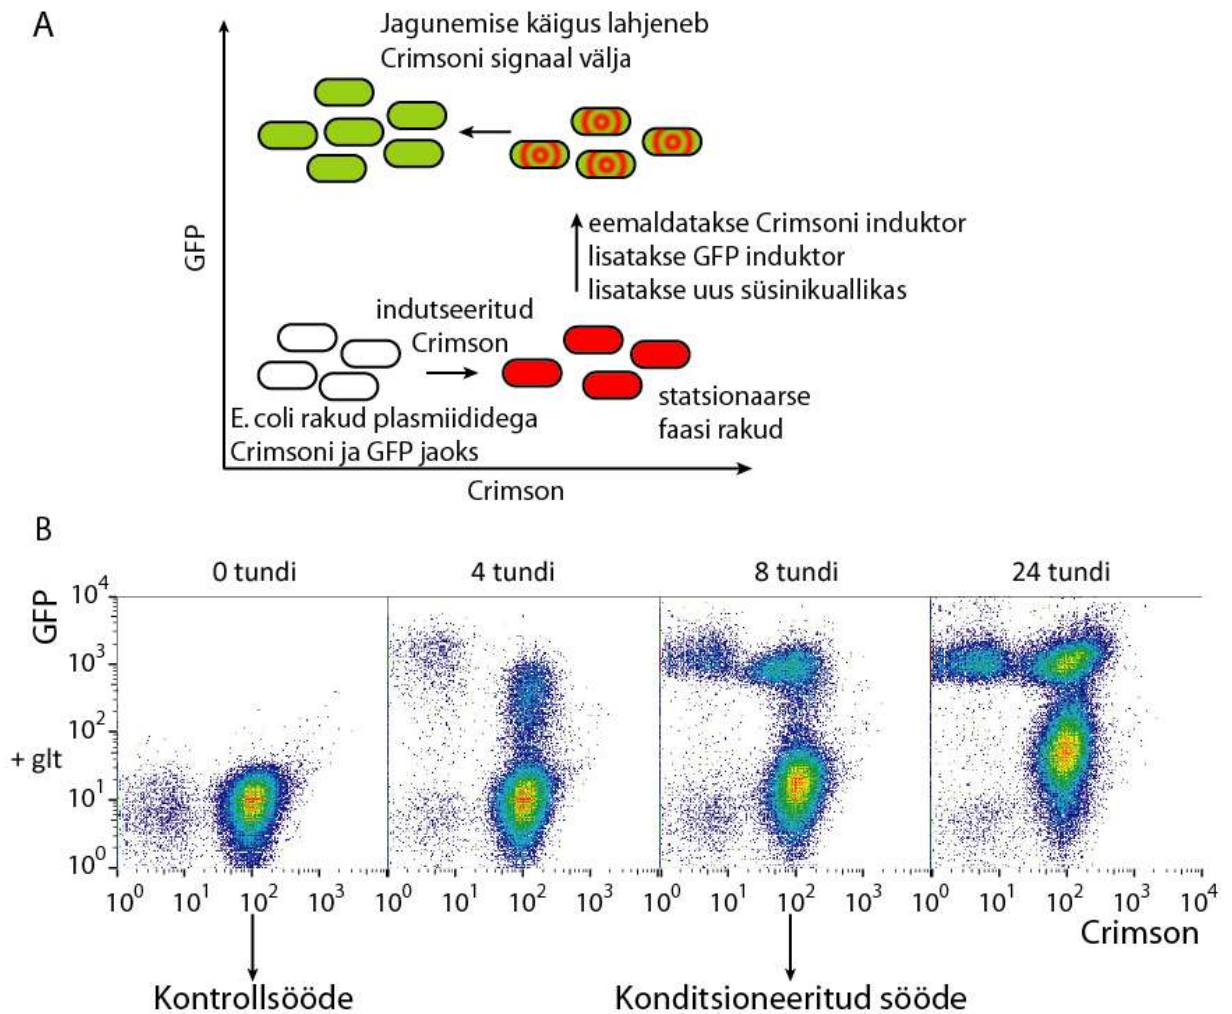 A
Jagunemise käigus lahjeneb
Crimsoni signaal välja
GFP
eemaldatakse Crimsoni induktor
lisatakse GFP induktor
lisatakse uus süsinikuallikas
indutseeritud
Crimson
statsionaarse
faasi rakud
E. coli rakud plasmiididega
Crimsoni ja GFP jaoks
Crimson
B
0 tundi 4 tundi 8 tundi 24 tundi
GFP
+ glt
10^4
10^3
10^2
10^1
10^0
10^0 10^1 10^2 10^3 10^0 10^1 10^2 10^3 10^0 10^1 10^2 10^3 10^0 10^1 10^2 10^3 10^4
Crimson
Kontrollsööde Konditsioneeritud sööde